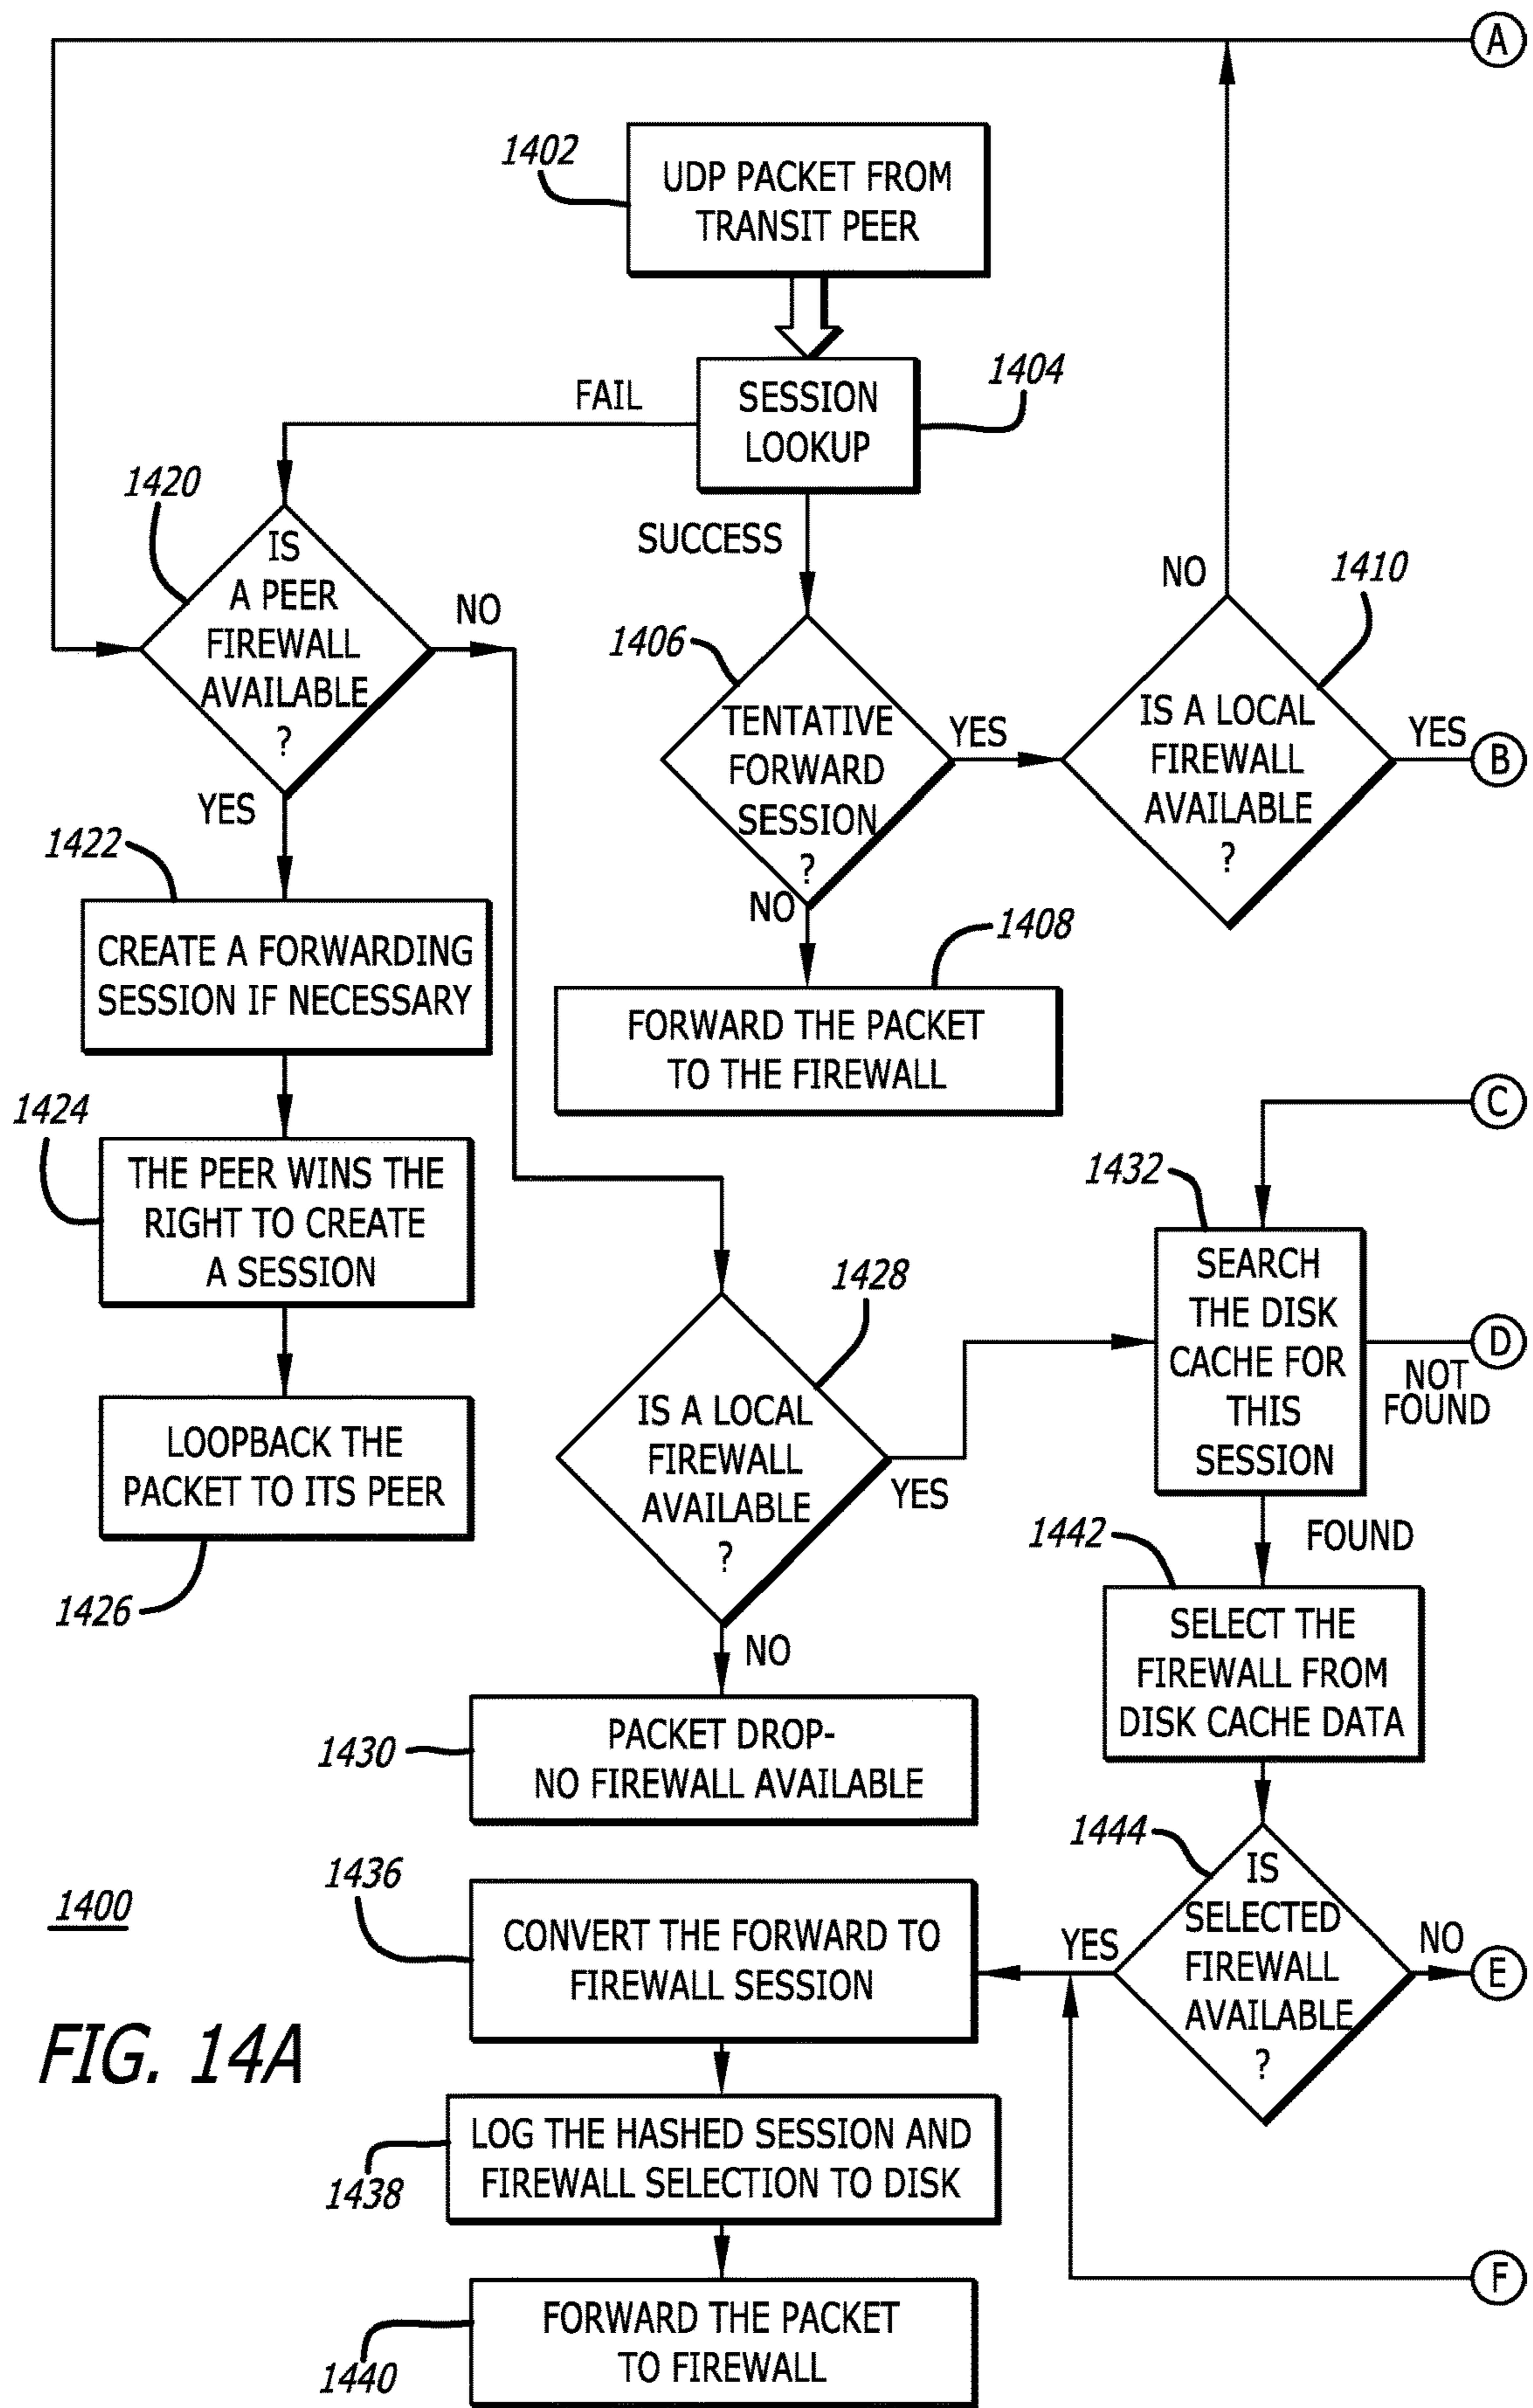 A
1402
UDP PACKET FROM
TRANSIT PEER
FAIL
SESSION
LOOKUP
1404
1420
IS
A PEER
FIREWALL
AVAILABLE
?
NO
YES
SUCCESS
1406
TENTATIVE
FORWARD
SESSION
?
YES
NO
NO
1410
IS A LOCAL
FIREWALL
AVAILABLE
?
YES
B
1422
CREATE A FORWARDING
SESSION IF NECESSARY
1408
FORWARD THE PACKET
TO THE FIREWALL
1424
THE PEER WINS THE
RIGHT TO CREATE
A SESSION
C
1432
SEARCH
THE DISK
CACHE FOR
THIS
SESSION
D
NOT
FOUND
1428
IS A LOCAL
FIREWALL
AVAILABLE
?
YES
NO
LOOPBACK THE
PACKET TO ITS PEER
1426
FOUND
1442
SELECT THE
FIREWALL FROM
DISK CACHE DATA
1430
PACKET DROP-
NO FIREWALL AVAILABLE
1444
IS
SELECTED
FIREWALL
AVAILABLE
?
YES
NO
E
1436
CONVERT THE FORWARD TO
FIREWALL SESSION
1400
FIG. 14A
LOG THE HASHED SESSION AND
FIREWALL SELECTION TO DISK
1438
F
FORWARD THE PACKET
TO FIREWALL
1440